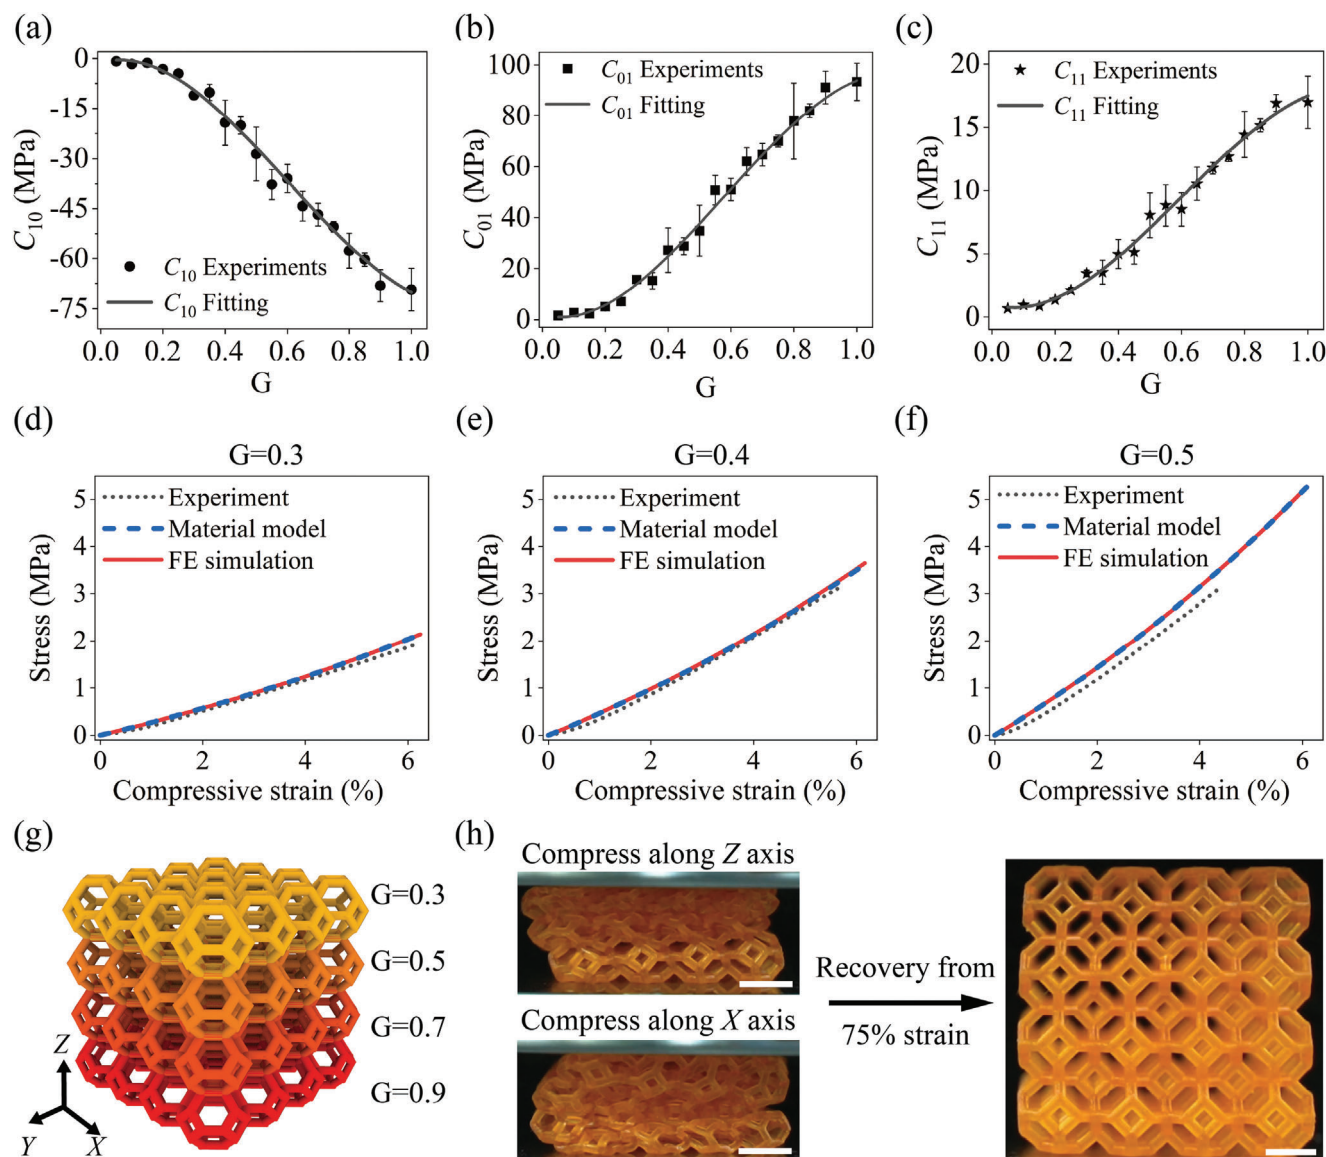 (a)
0
-15
-30
-45
-60
-75
C10 (MPa)
C10 Experiments
C10 Fitting
0.0 0.2 0.4 0.6 0.8 1.0
G
(b)
100
80
60
40
20
0
C01 (MPa)
C01 Experiments
C01 Fitting
0.0 0.2 0.4 0.6 0.8 1.0
G
(c)
20
15
10
5
0
C11 (MPa)
C11 Experiments
C11 Fitting
0.0 0.2 0.4 0.6 0.8 1.0
G
(d)
G=0.3
5
4
3
2
1
0
Stress (MPa)
Experiment
Material model
FE simulation
0 2 4 6
Compressive strain (%)
(e)
G=0.4
5
4
3
2
1
0
Stress (MPa)
Experiment
Material model
FE simulation
0 2 4 6
Compressive strain (%)
(f)
G=0.5
5
4
3
2
1
0
Stress (MPa)
Experiment
Material model
FE simulation
0 2 4 6
Compressive strain (%)
(g)
G=0.3
G=0.5
G=0.7
G=0.9
Z
Y
X
(h)
Compress along Z axis
Compress along X axis
Recovery from
75% strain